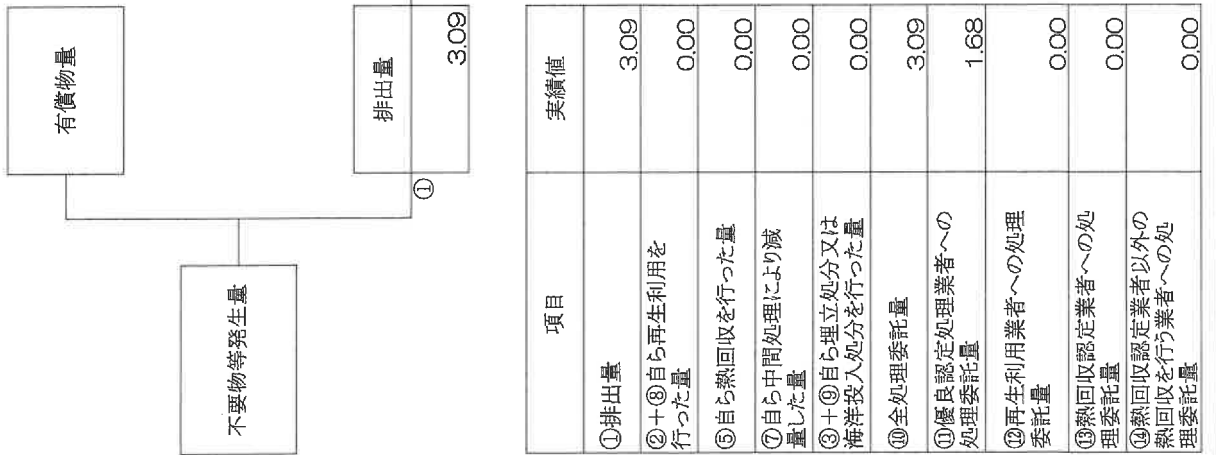 有償物量
不要物等発生量
①
排出量
3.09
項目
実績値
①排出量
3.09
②+⑧自ら再生利用を
行った量
0.00
⑤自ら熱回収を行った量
0.00
⑦自ら中間処理により減
量した量
0.00
③+⑨自ら埋立処分又は
海洋投入処分を行った量
0.00
⑩全処理委託量
3.09
⑪優良認定処理業者への
処理委託量
1.68
⑫再生利用業者への処理
委託量
0.00
⑬熱回収認定業者への処
理委託量
0.00
⑭熱回収認定業者以外の
熱回収を行う業者への処
理委託量
0.00